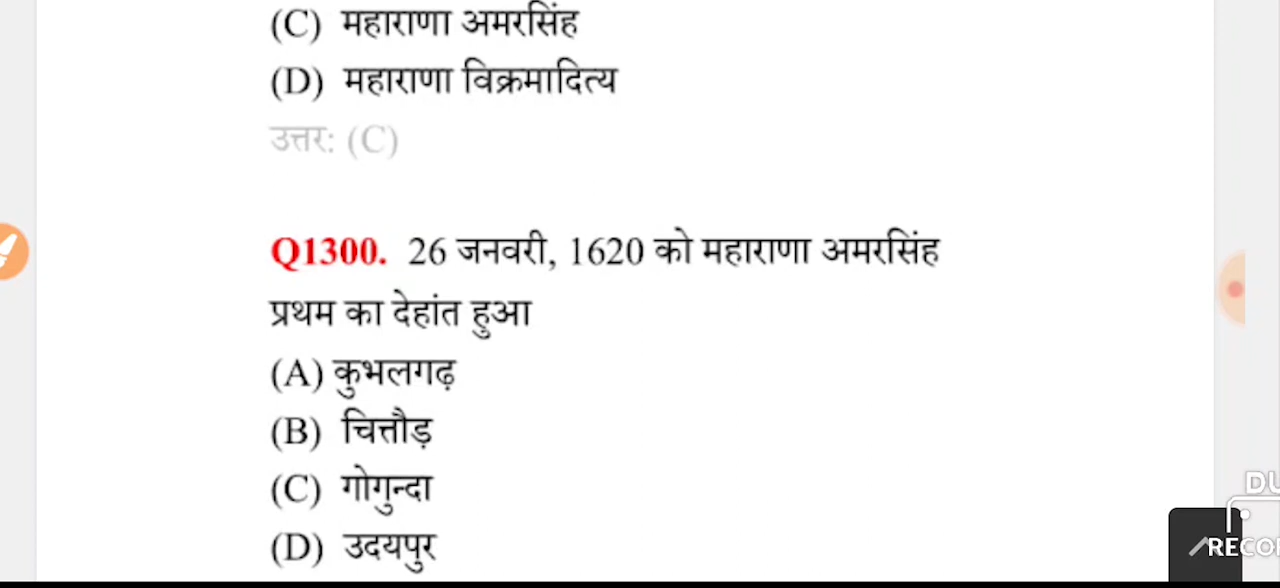 (C) महाराणा अमरसिंह
(D) महाराणा विक्रमादित्य
उत्तर: (C)
Q1300. 26 जनवरी, 1620 को महाराणा अमरसिंह
प्रथम का देहांत हुआ
(A) कुभलगढ़
(B) चित्तौड़
(C) गोगुन्दा
(D) उदयपुर